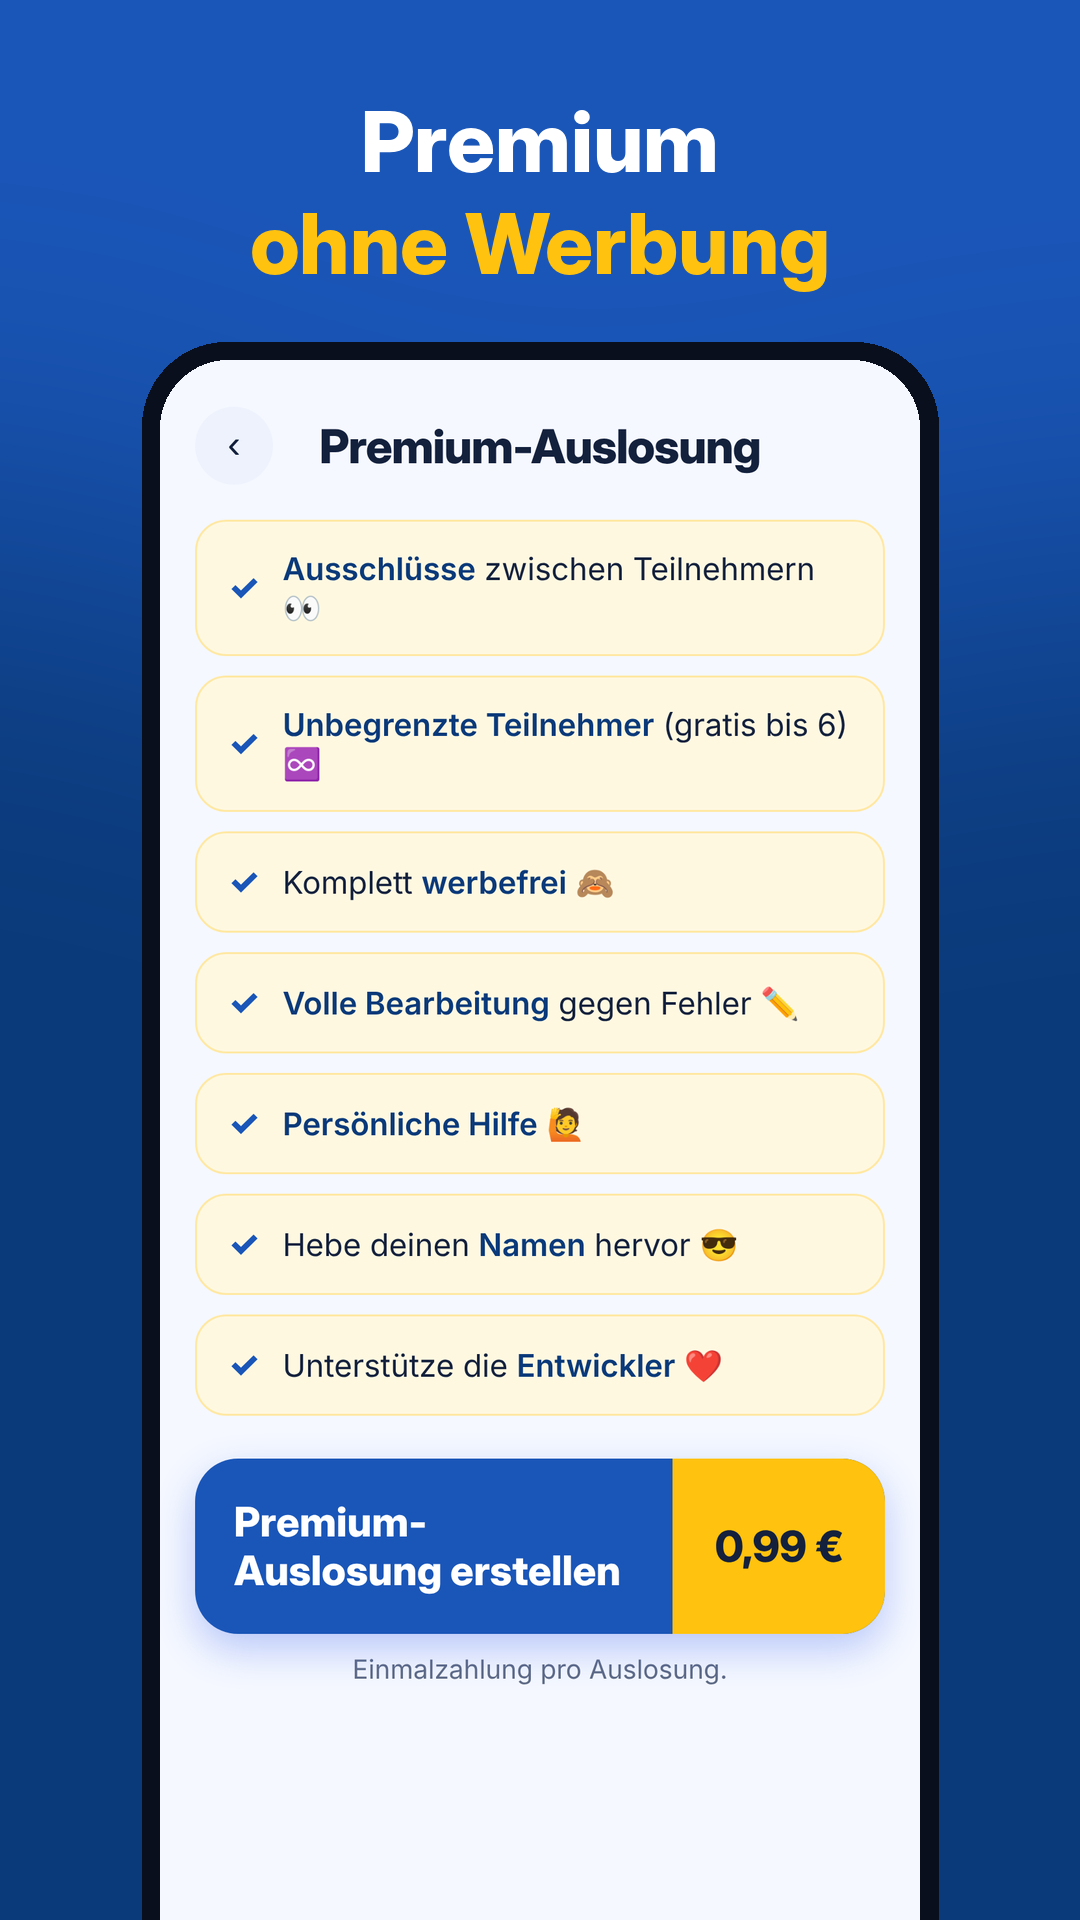 Premium
ohne Werbung
‹
Premium-Auslosung
Ausschlüsse zwischen Teilnehmern
👀
Unbegrenzte Teilnehmer (gratis bis 6)
♾️
Komplett werbefrei 🙈
Volle Bearbeitung gegen Fehler ✏️
Persönliche Hilfe 🙋
Hebe deinen Namen hervor 😎
Unterstütze die Entwickler ❤️
Premium-
Auslosung erstellen
0,99 €
Einmalzahlung pro Auslosung.